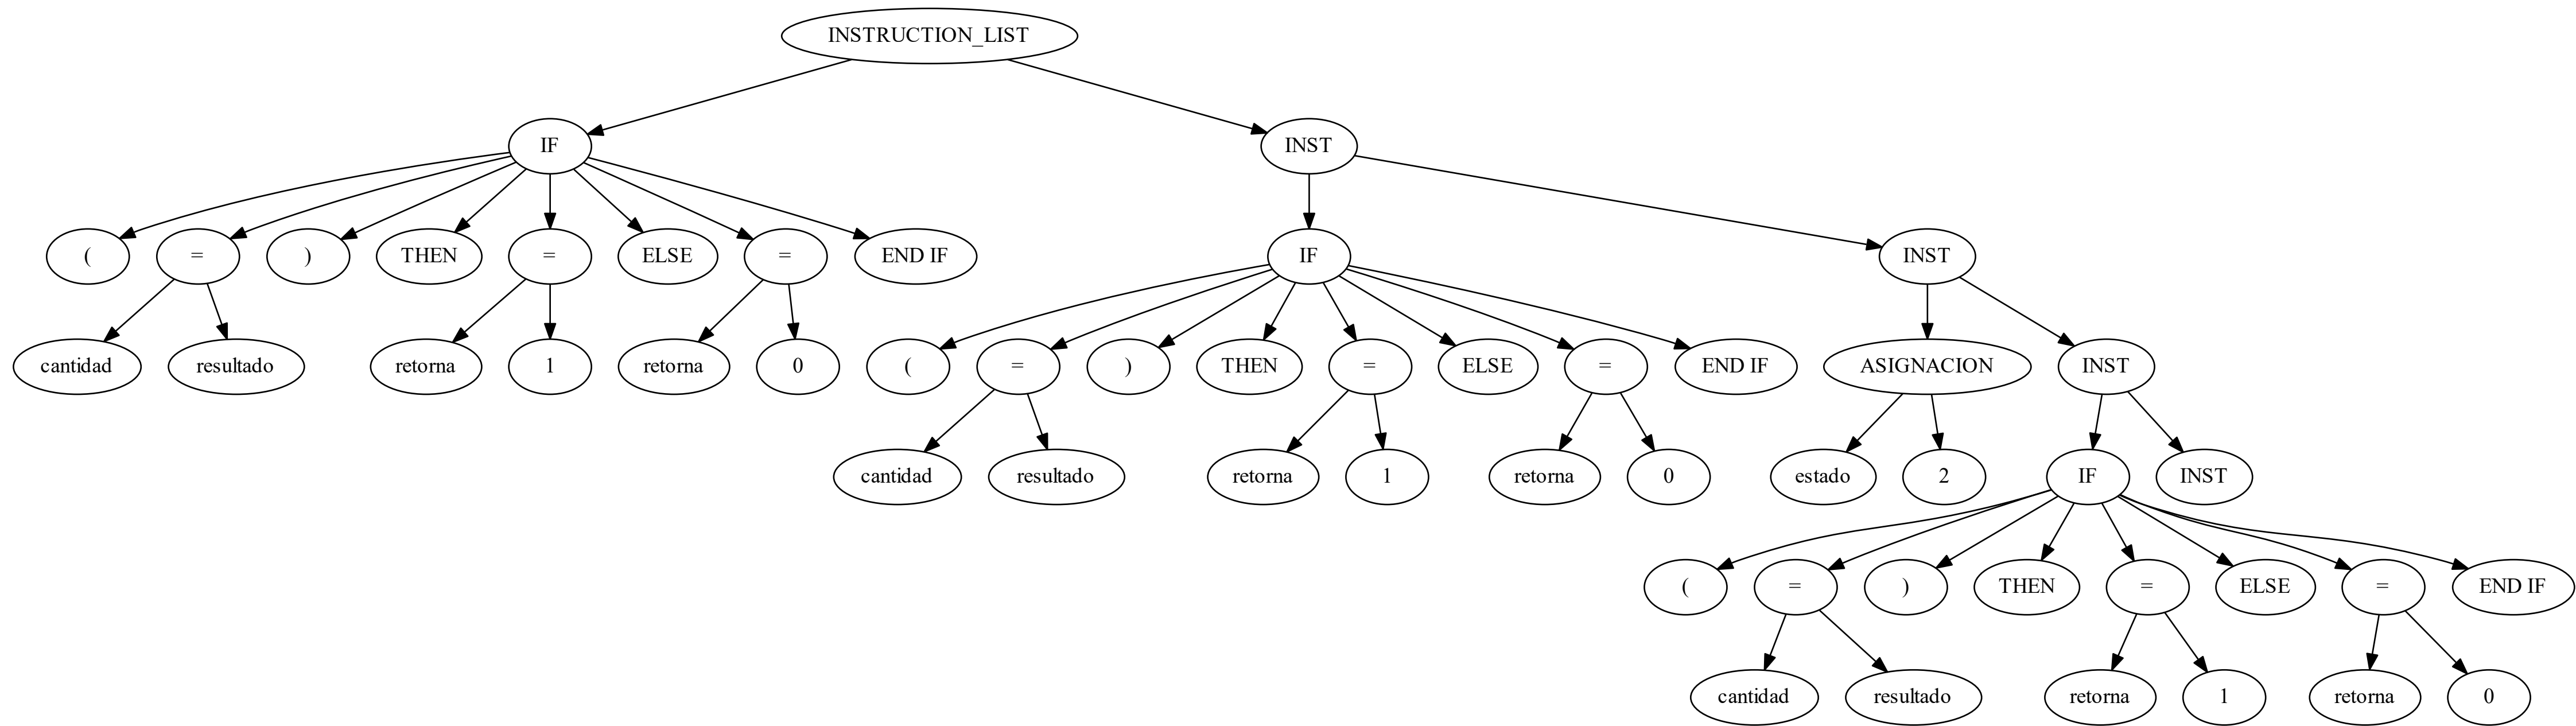 INSTRUCTION_LIST
IF
INST
(
=
)
THEN
=
ELSE
=
END IF
IF
INST
cantidad
resultado
retorna
1
retorna
0
(
=
)
THEN
=
ELSE
=
END IF
ASIGNACION
INST
cantidad
resultado
retorna
1
retorna
0
estado
2
IF
INST
(
=
)
THEN
=
ELSE
=
END IF
cantidad
resultado
retorna
1
retorna
0